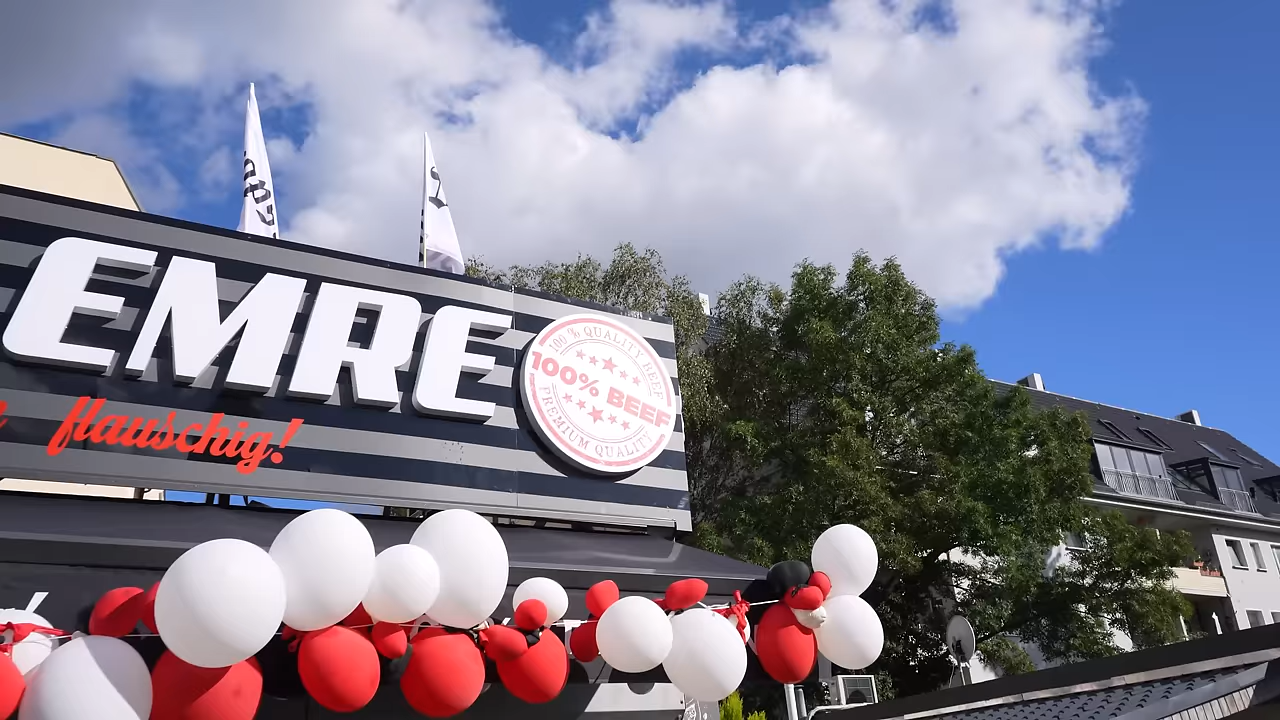 EMRE
flauschig!
100 % QUALITY BEEF
100% BEEF
PREMIUM QUALITY